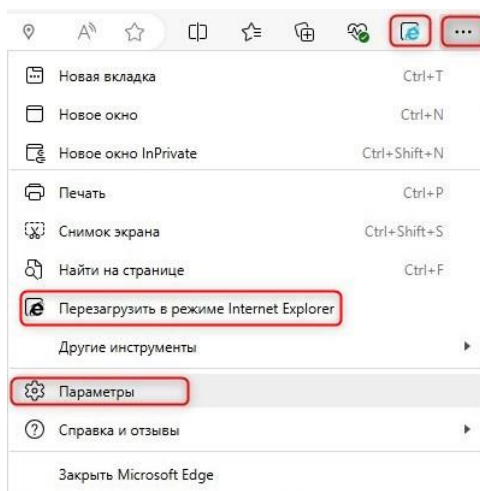 Новая вкладка Ctrl+T
Новое окно Ctrl+N
Новое окно InPrivate Ctrl+Shift+N
Печать Ctrl+P
Снимок экрана Ctrl+Shift+S
Найти на странице Ctrl+F
Перезагрузить в режиме Internet Explorer
Другие инструменты
Параметры
Справка и отзывы
Закрыть Microsoft Edge